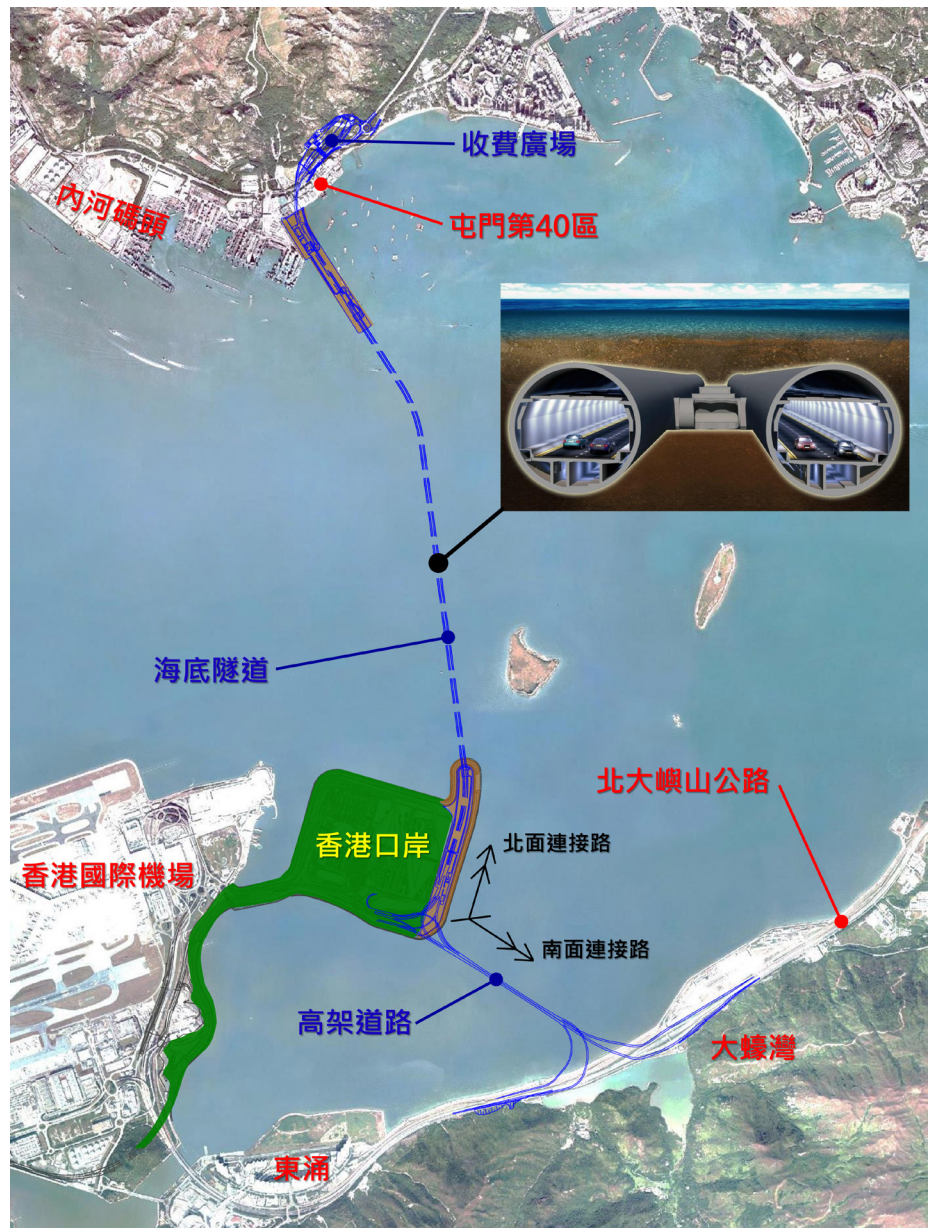 收費廣場
內河碼頭
屯門第40區
海底隧道
北大嶼山公路
香港口岸
北面連接路
香港國際機場
南面連接路
高架道路
大蠔灣
東涌